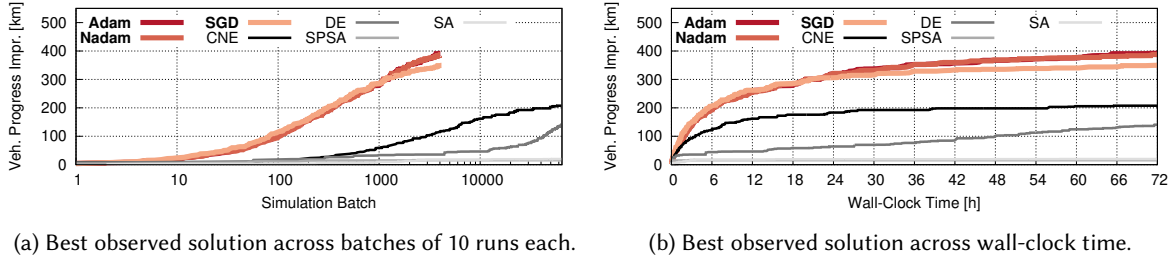 Veh. Progress Impr. [km]
550
500
400
300
200
100
0
Adam SGD DE SA
Nadam CNE SPSA
1 10 100 1000 10000
Simulation Batch
(a) Best observed solution across batches of 10 runs each.
Veh. Progress Impr. [km]
550
500
400
300
200
100
0
Adam SGD DE SA
Nadam CNE SPSA
0 6 12 18 24 30 36 42 48 54 60 66 72
Wall-Clock Time [h]
(b) Best observed solution across wall-clock time.